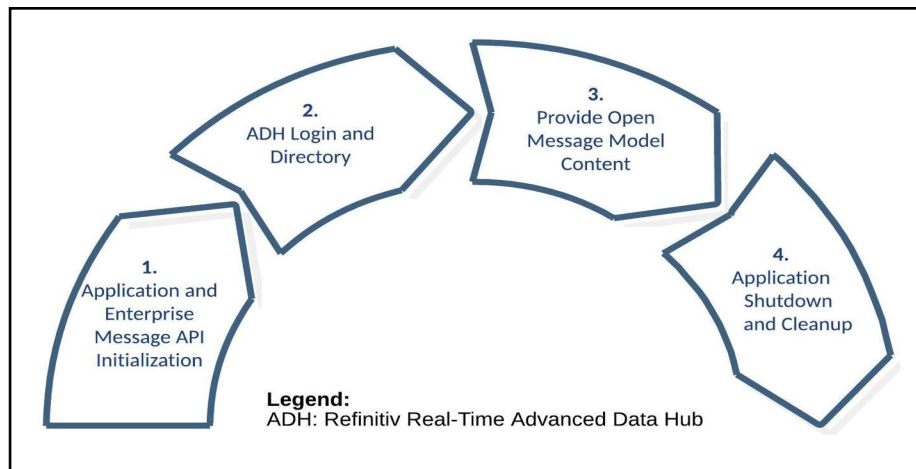 1.
Application and
Enterprise
Message API
Initialization
2.
ADH Login and
Directory
3.
Provide Open
Message Model
Content
4.
Application
Shutdown
and Cleanup
Legend:
ADH: Refinitiv Real-Time Advanced Data Hub